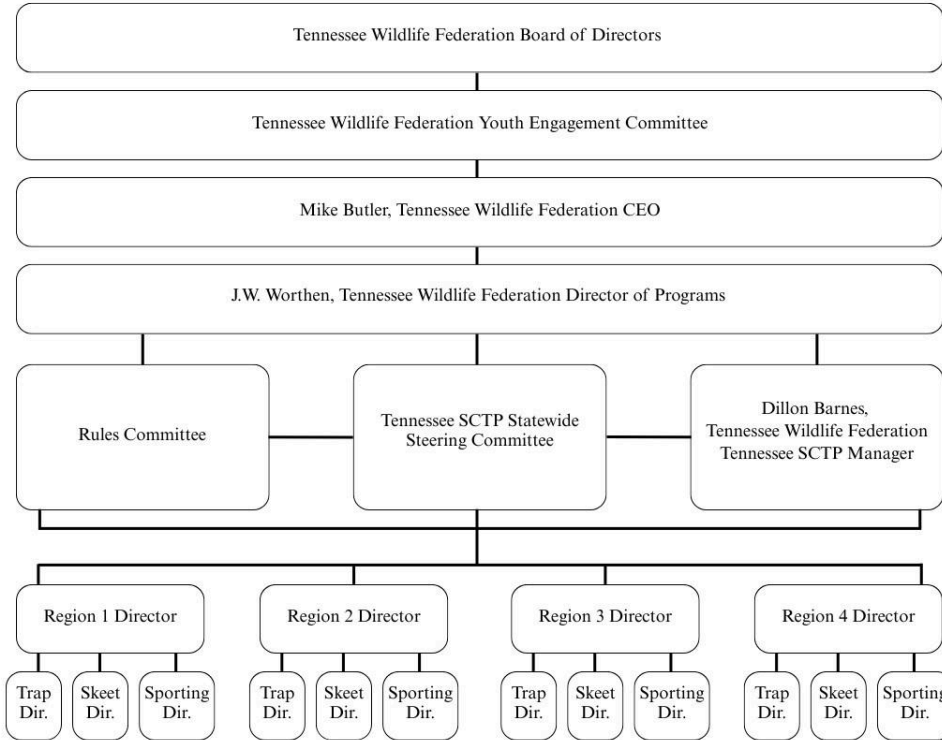 Tennessee Wildlife Federation Board of Directors
Tennessee Wildlife Federation Youth Engagement Committee
Mike Butler, Tennessee Wildlife Federation CEO
J.W. Worthen, Tennessee Wildlife Federation Director of Programs
Rules Committee
Tennessee SCTP Statewide
Steering Committee
Dillon Barnes,
Tennessee Wildlife Federation
Tennessee SCTP Manager
Region 1 Director
Region 2 Director
Region 3 Director
Region 4 Director
Trap
Dir.
Skeet
Dir.
Sporting
Dir.
Trap
Dir.
Skeet
Dir.
Sporting
Dir.
Trap
Dir.
Skeet
Dir.
Sporting
Dir.
Trap
Dir.
Skeet
Dir.
Sporting
Dir.